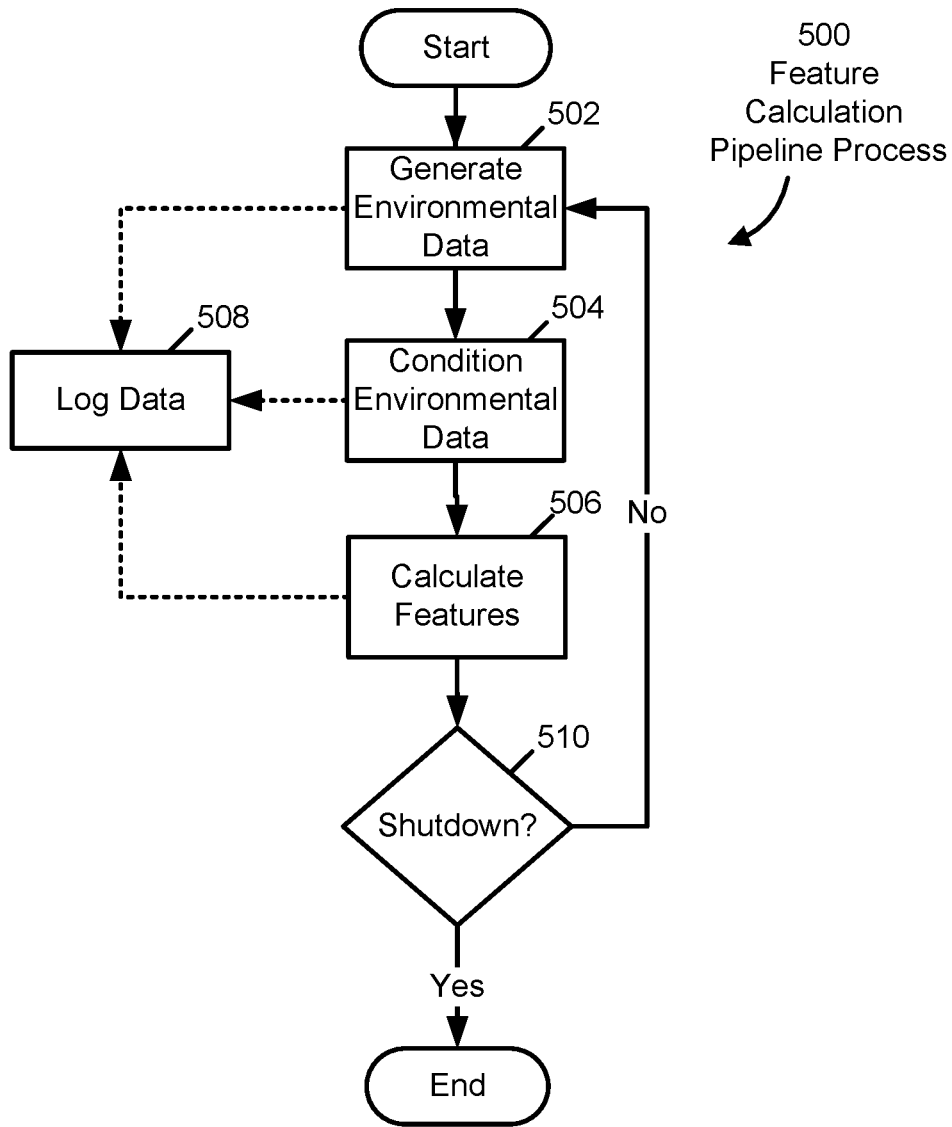 Start
500
Feature
Calculation
Pipeline Process
502
Generate
Environmental
Data
508
Log Data
504
Condition
Environmental
Data
506
Calculate
Features
No
510
Shutdown?
Yes
End